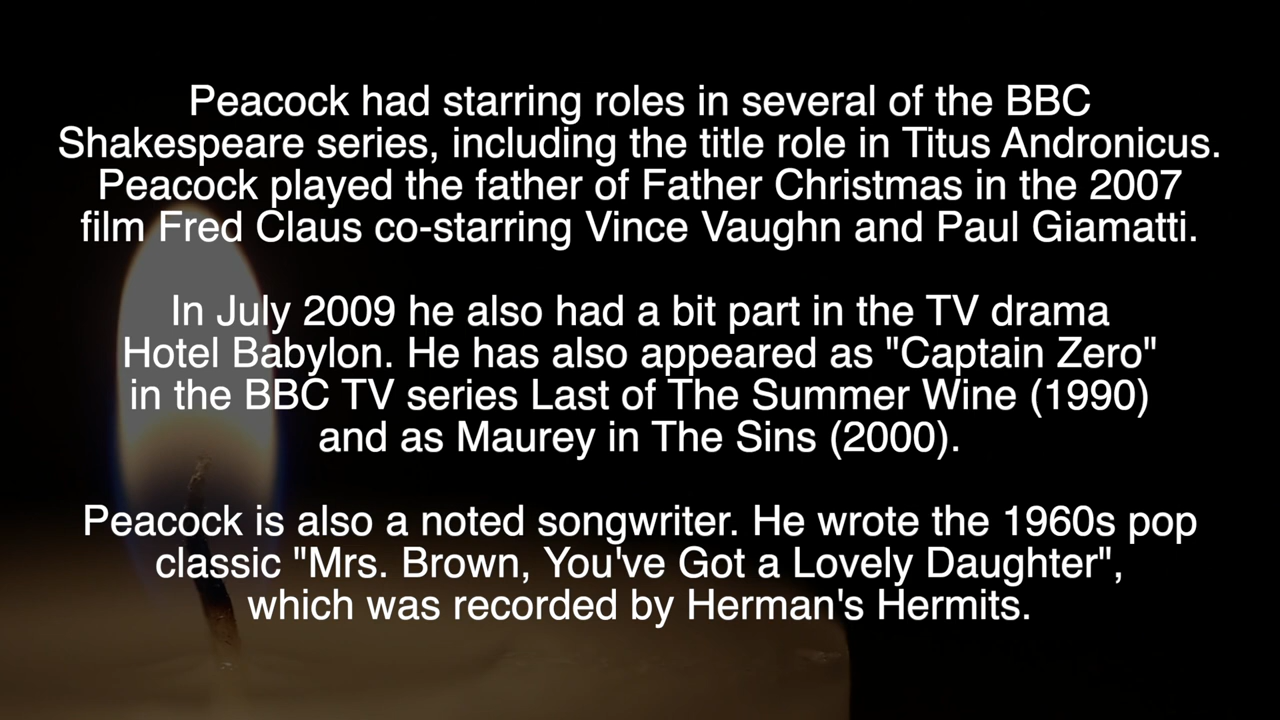 Peacock had starring roles in several of the BBC
Shakespeare series, including the title role in Titus Andronicus.
Peacock played the father of Father Christmas in the 2007
film Fred Claus co-starring Vince Vaughn and Paul Giamatti.
In July 2009 he also had a bit part in the TV drama
Hotel Babylon. He has also appeared as "Captain Zero"
in the BBC TV series Last of The Summer Wine (1990)
and as Maurey in The Sins (2000).
Peacock is also a noted songwriter. He wrote the 1960s pop
classic "Mrs. Brown, You've Got a Lovely Daughter",
which was recorded by Herman's Hermits.